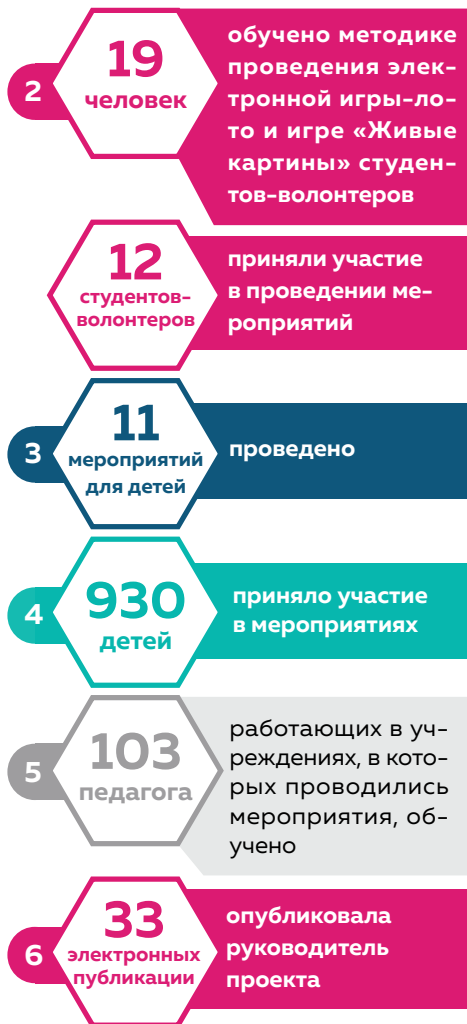 2
19
человек
обучено методике
проведения элек-
тронной игры-ло-
то и игре «Живые
картины» студен-
тов-волонтеров
12
студентов-
волонтеров
приняли участие
в проведении ме-
роприятий
3
11
мероприятий
для детей
проведено
4
930
детей
приняло участие
в мероприятиях
5
103
педагога
работающих в уч-
реждениях, в кото-
рых проводились
мероприятия, об-
учено
6
33
электронных
публикации
опубликовала
руководитель
проекта